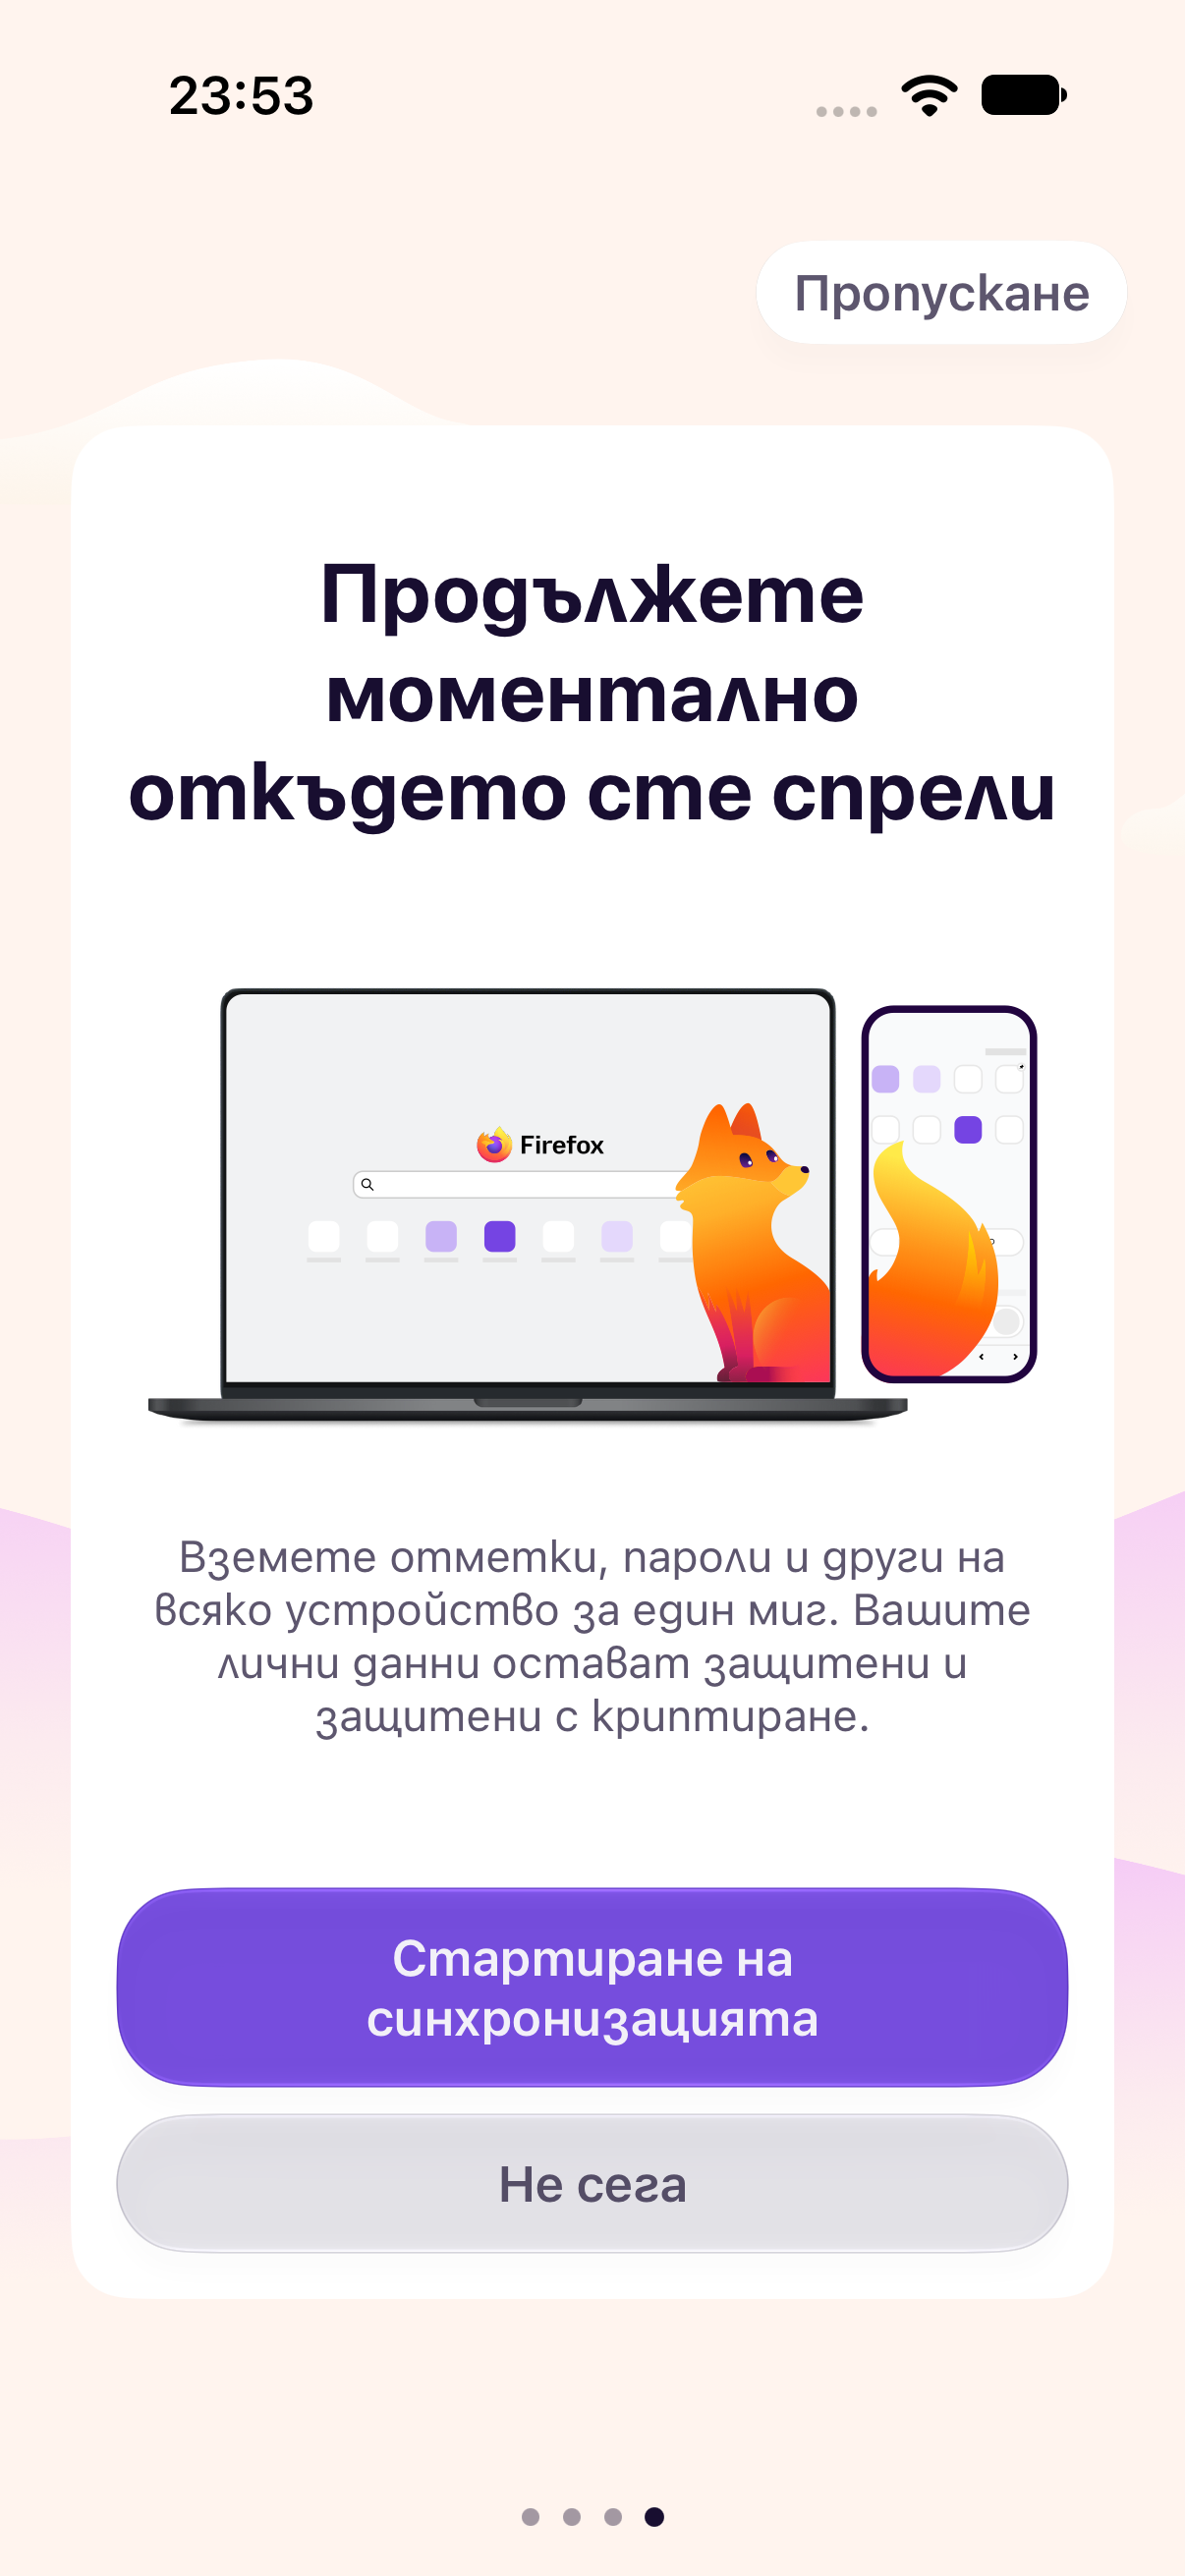 23:53
Пропускане
Продължете
моментално
откъдето сте спрели
Firefox
Вземете отметки, пароли и други на
всяко устройство за един миг. Вашите
лични данни остават защитени и
защитени с криптиране.
Стартиране на
синхронизацията
Не сега